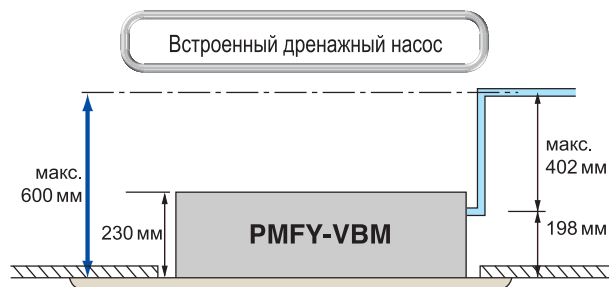 Встроенный дренажный насос
макс.
600 мм
230 мм
PMFY-VBM
макс.
402 мм
198 мм